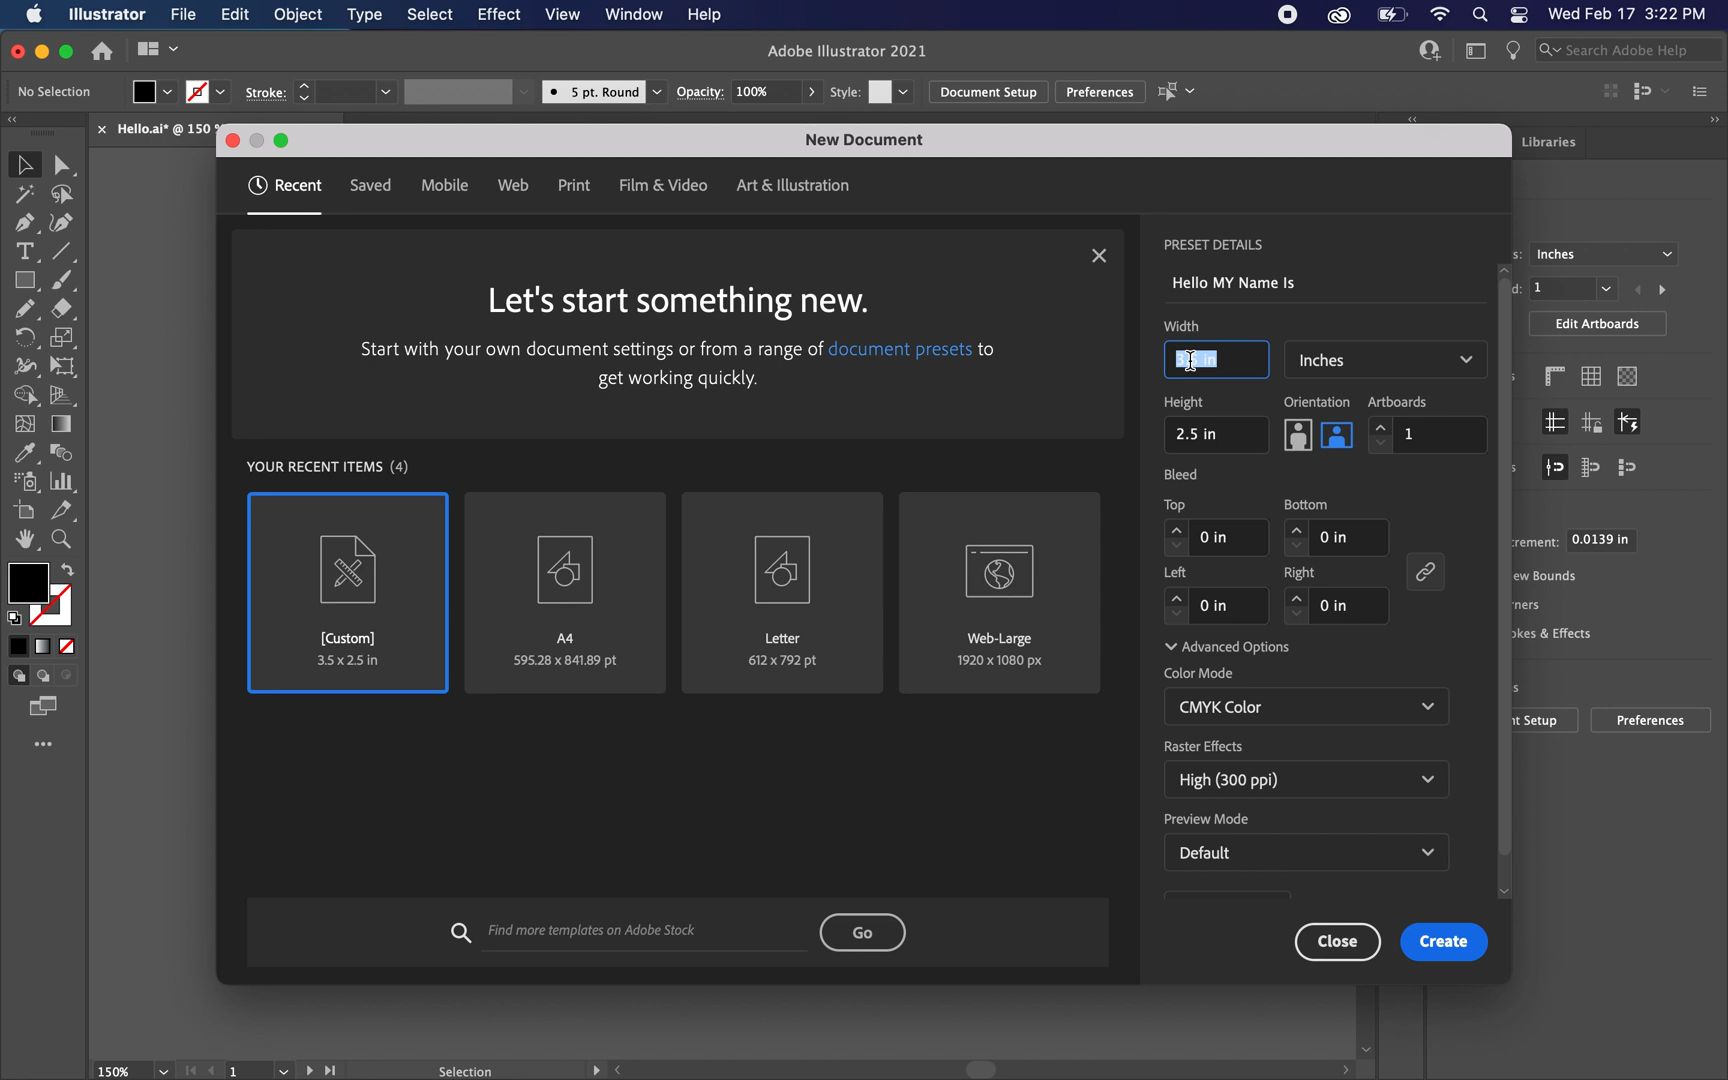 Illustrator File Edit Object Type Select Effect View Window Help Wed Feb 17 3:22 PM
Adobe Illustrator 2021 Search Adobe Help
No Selection Stroke: 5 pt. Round Opacity: 100% Style: Document Setup Preferences
× Hello.ai* @ 150 %
New Document
Libraries
Recent Saved Mobile Web Print Film & Video Art & Illustration
Let's start something new.
Start with your own document settings or from a range of document presets to
get working quickly.
YOUR RECENT ITEMS (4)
[Custom]
3.5 x 2.5 in
A4
595.28 x 841.89 pt
Letter
612 x 792 pt
Web-Large
1920 x 1080 px
Find more templates on Adobe Stock
Go
PRESET DETAILS
Hello MY Name Is
Width
in
Inches
Height Orientation Artboards
2.5 in
1
Bleed
Top Bottom
0 in 0 in
Left Right
0 in 0 in
Advanced Options
Color Mode
CMYK Color
Raster Effects
High (300 ppi)
Preview Mode
Default
Close Create
s: Inches
d: 1
Edit Artboards
s
s
crement: 0.0139 in
ew Bounds
rners
okes & Effects
s
nt Setup Preferences
150% 1 Selection